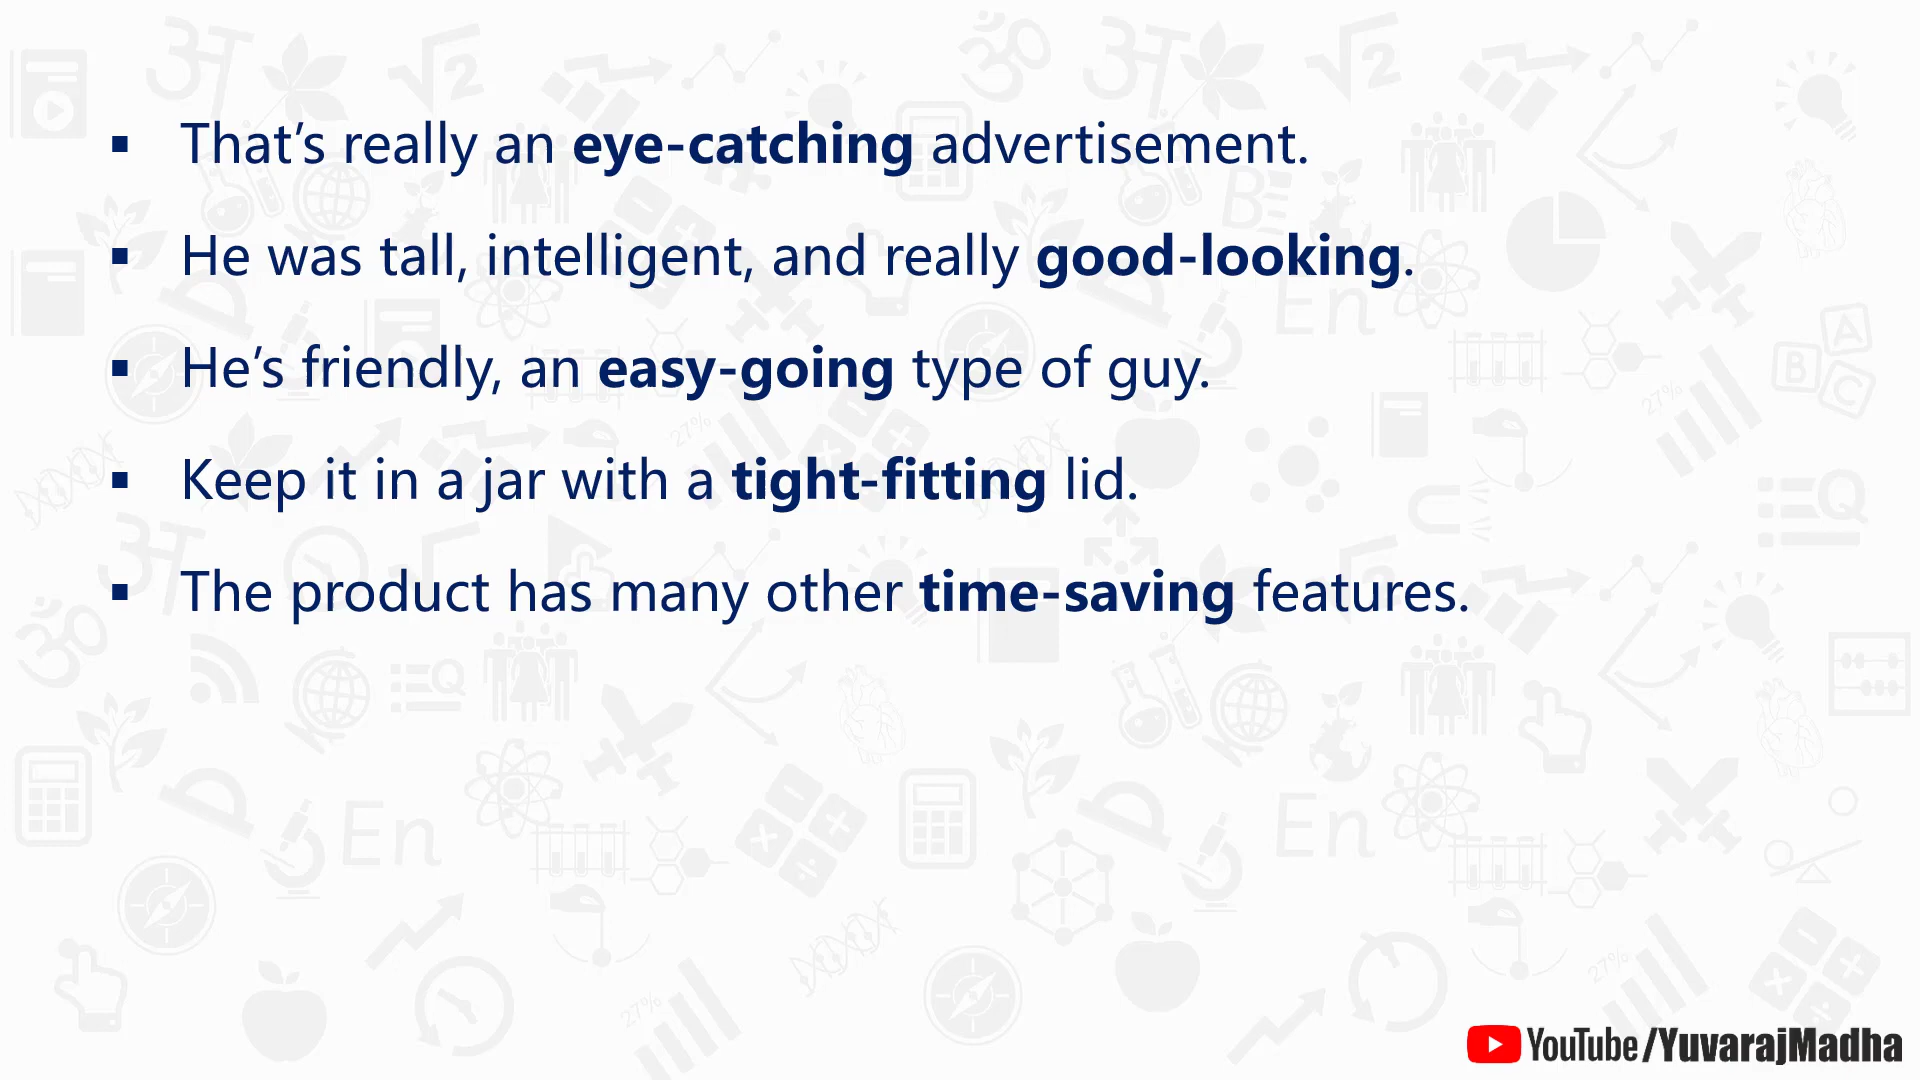 ▪ That’s really an eye-catching advertisement.
▪ He was tall, intelligent, and really good-looking.
▪ He’s friendly, an easy-going type of guy.
▪ Keep it in a jar with a tight-fitting lid.
▪ The product has many other time-saving features.
YouTube/YuvarajMadha